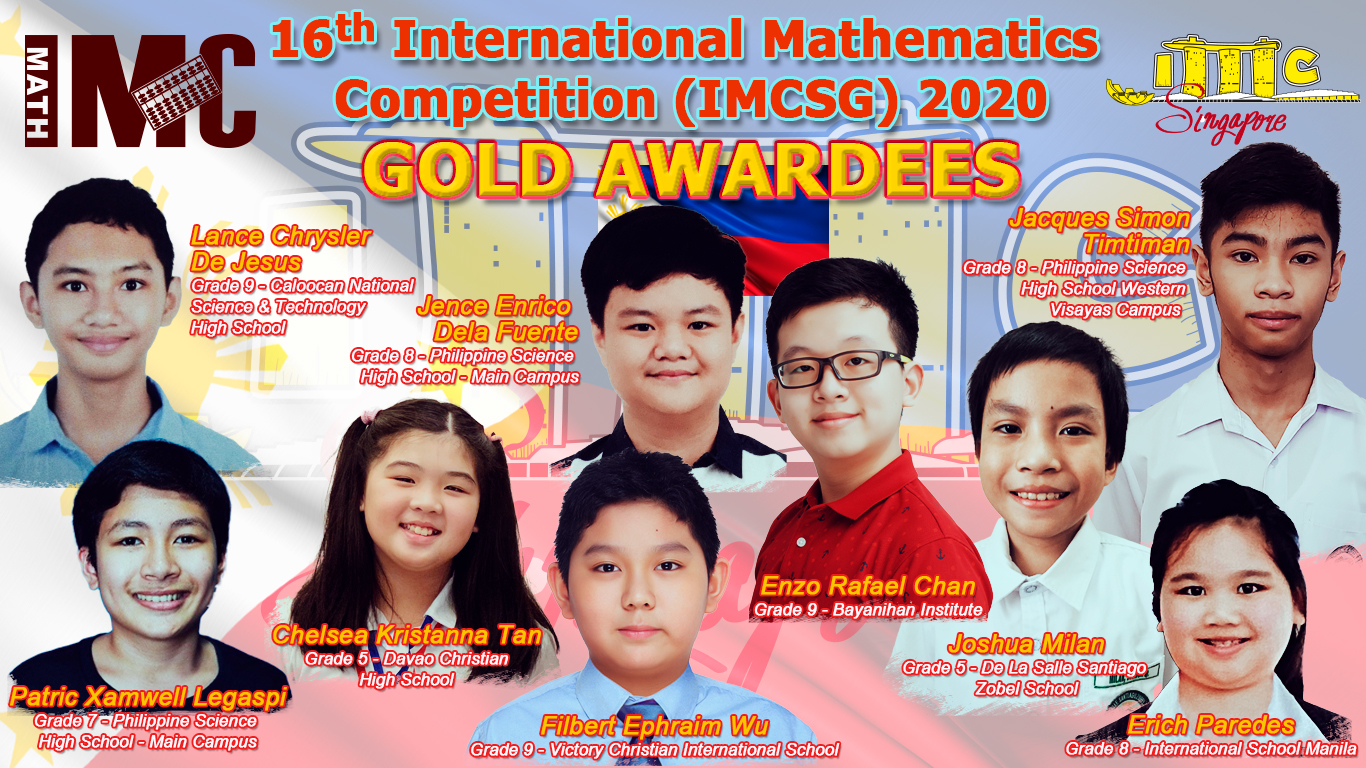 MATH
IMC
16th International Mathematics
Competition (IMCSG) 2020
GOLD AWARDEES
imc
Singapore
Lance Chrysler
De Jesus
Grade 9 - Caloocan National
Science & Technology
High School
Jence Enrico
Dela Fuente
Grade 8 - Philippine Science
High School - Main Campus
Jacques Simon
Timtiman
Grade 8 - Philippine Science
High School Western
Visayas Campus
Enzo Rafael Chan
Grade 9 - Bayanihan Institute
Chelsea Kristanna Tan
Grade 5 - Davao Christian
High School
Joshua Milan
Grade 5 - De La Salle Santiago
Zobel School
Patric Xamwell Legaspi
Grade 7 - Philippine Science
High School - Main Campus
Filbert Ephraim Wu
Grade 9 - Victory Christian International School
Erich Paredes
Grade 8 - International School Manila